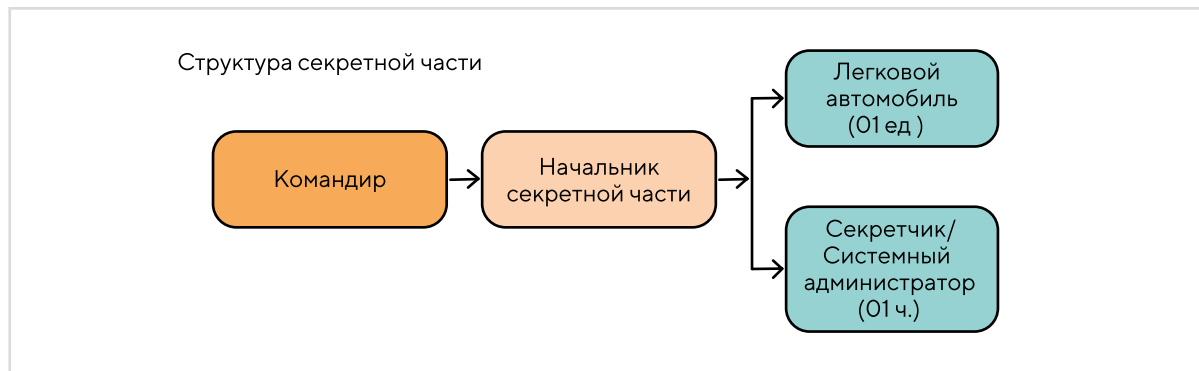 Структура секретной части
Командир
Начальник
секретной части
Легковой
автомобиль
(01 ед )
Секретчик/
Системный
администратор
(01 ч.)